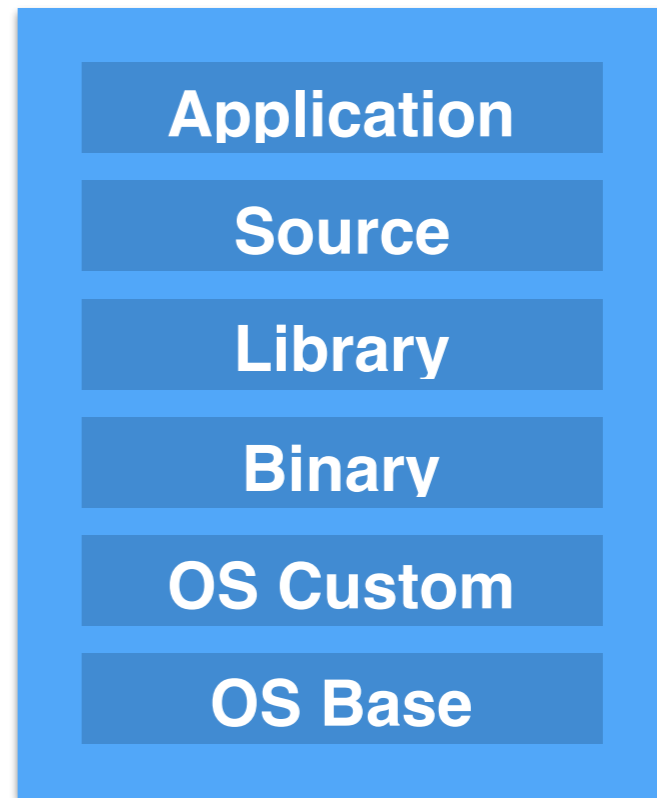 Application
Source
Library
Binary
OS Custom
OS Base